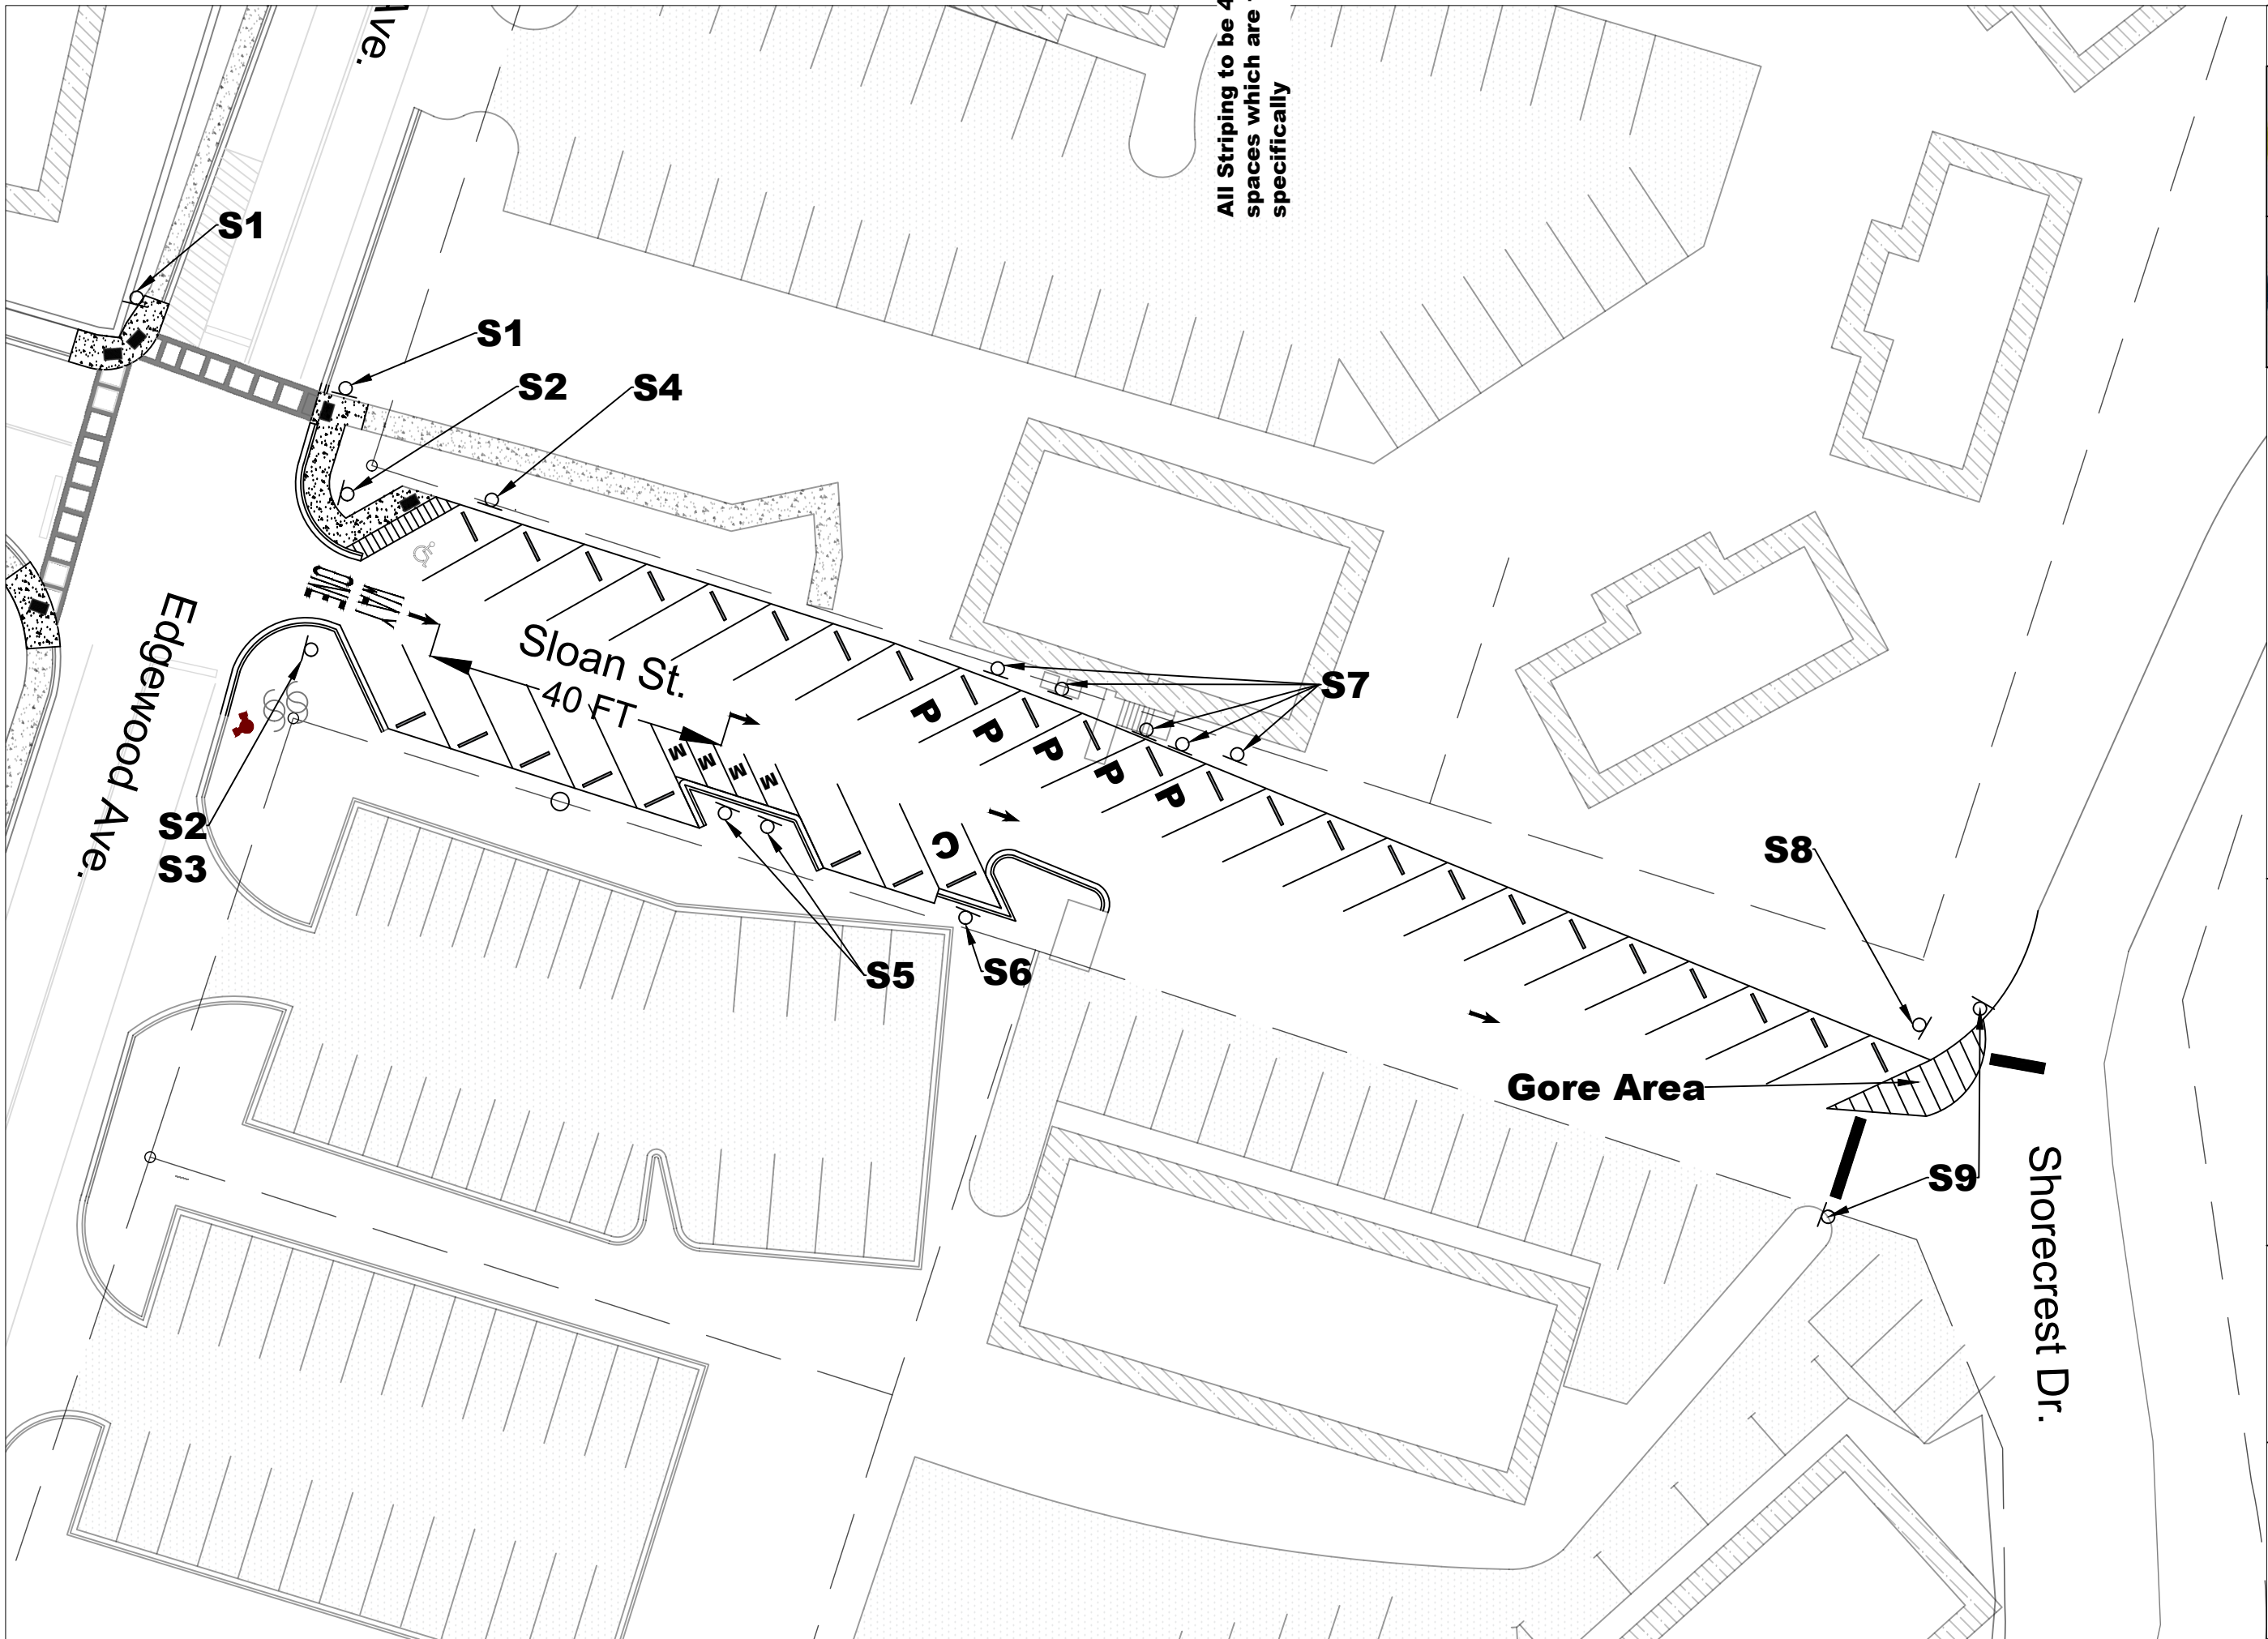 Ave.
All Striping to be
spaces which are
specifically
S1
S1
S2
S4
ONE
WAY
Sloan St.
40 FT
Edgewood Ave.
S7
P
P
P
P
P
M
M
M
M
C
S2
S3
S5
S6
S8
Gore Area
S9
Shorecrest Dr.